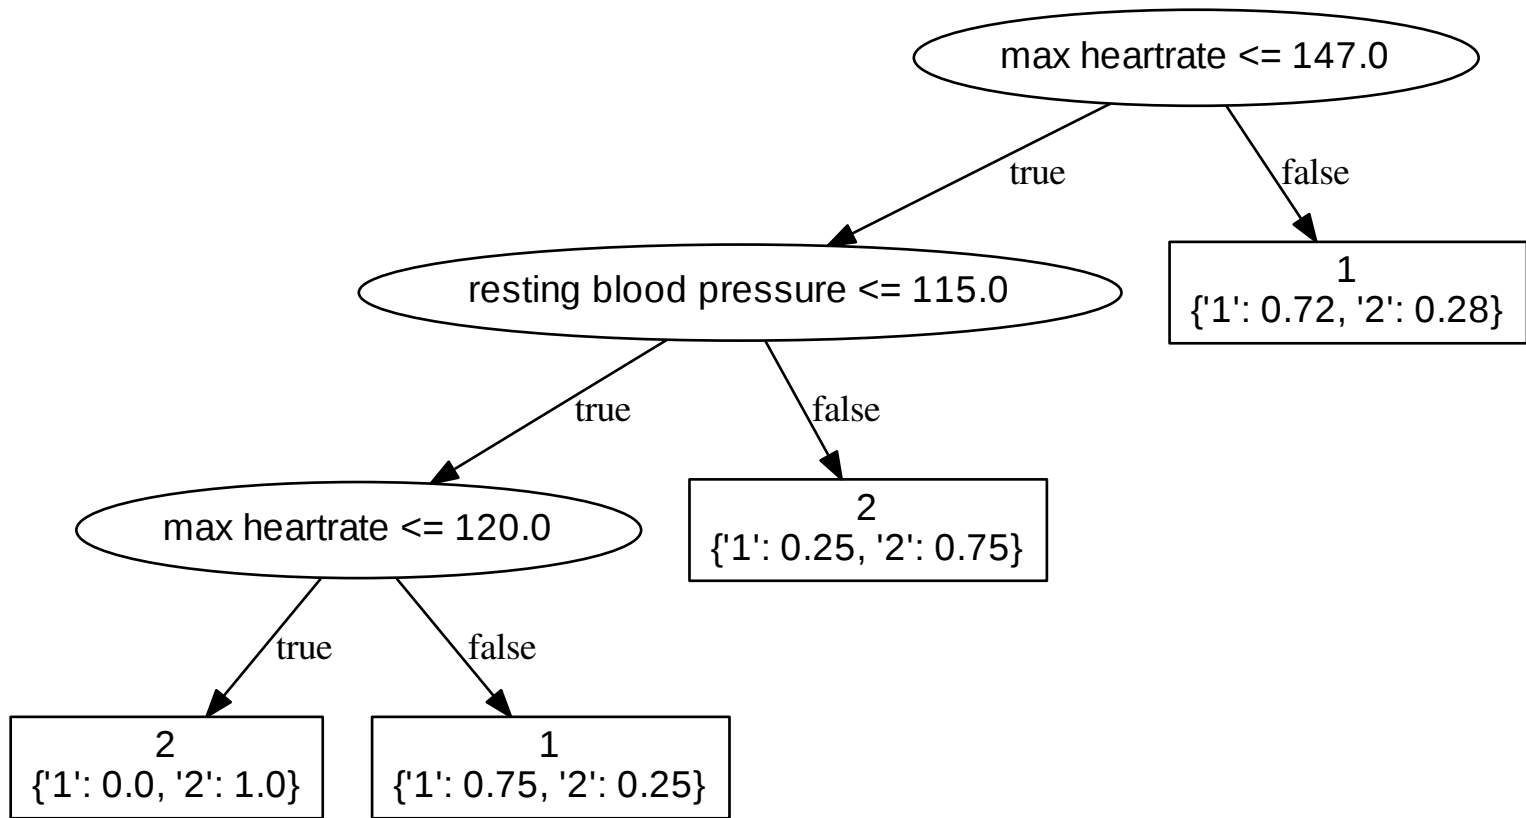 max heartrate <= 147.0
true
false
resting blood pressure <= 115.0
1
{'1': 0.72, '2': 0.28}
true
false
max heartrate <= 120.0
2
{'1': 0.25, '2': 0.75}
true
false
2
{'1': 0.0, '2': 1.0}
1
{'1': 0.75, '2': 0.25}